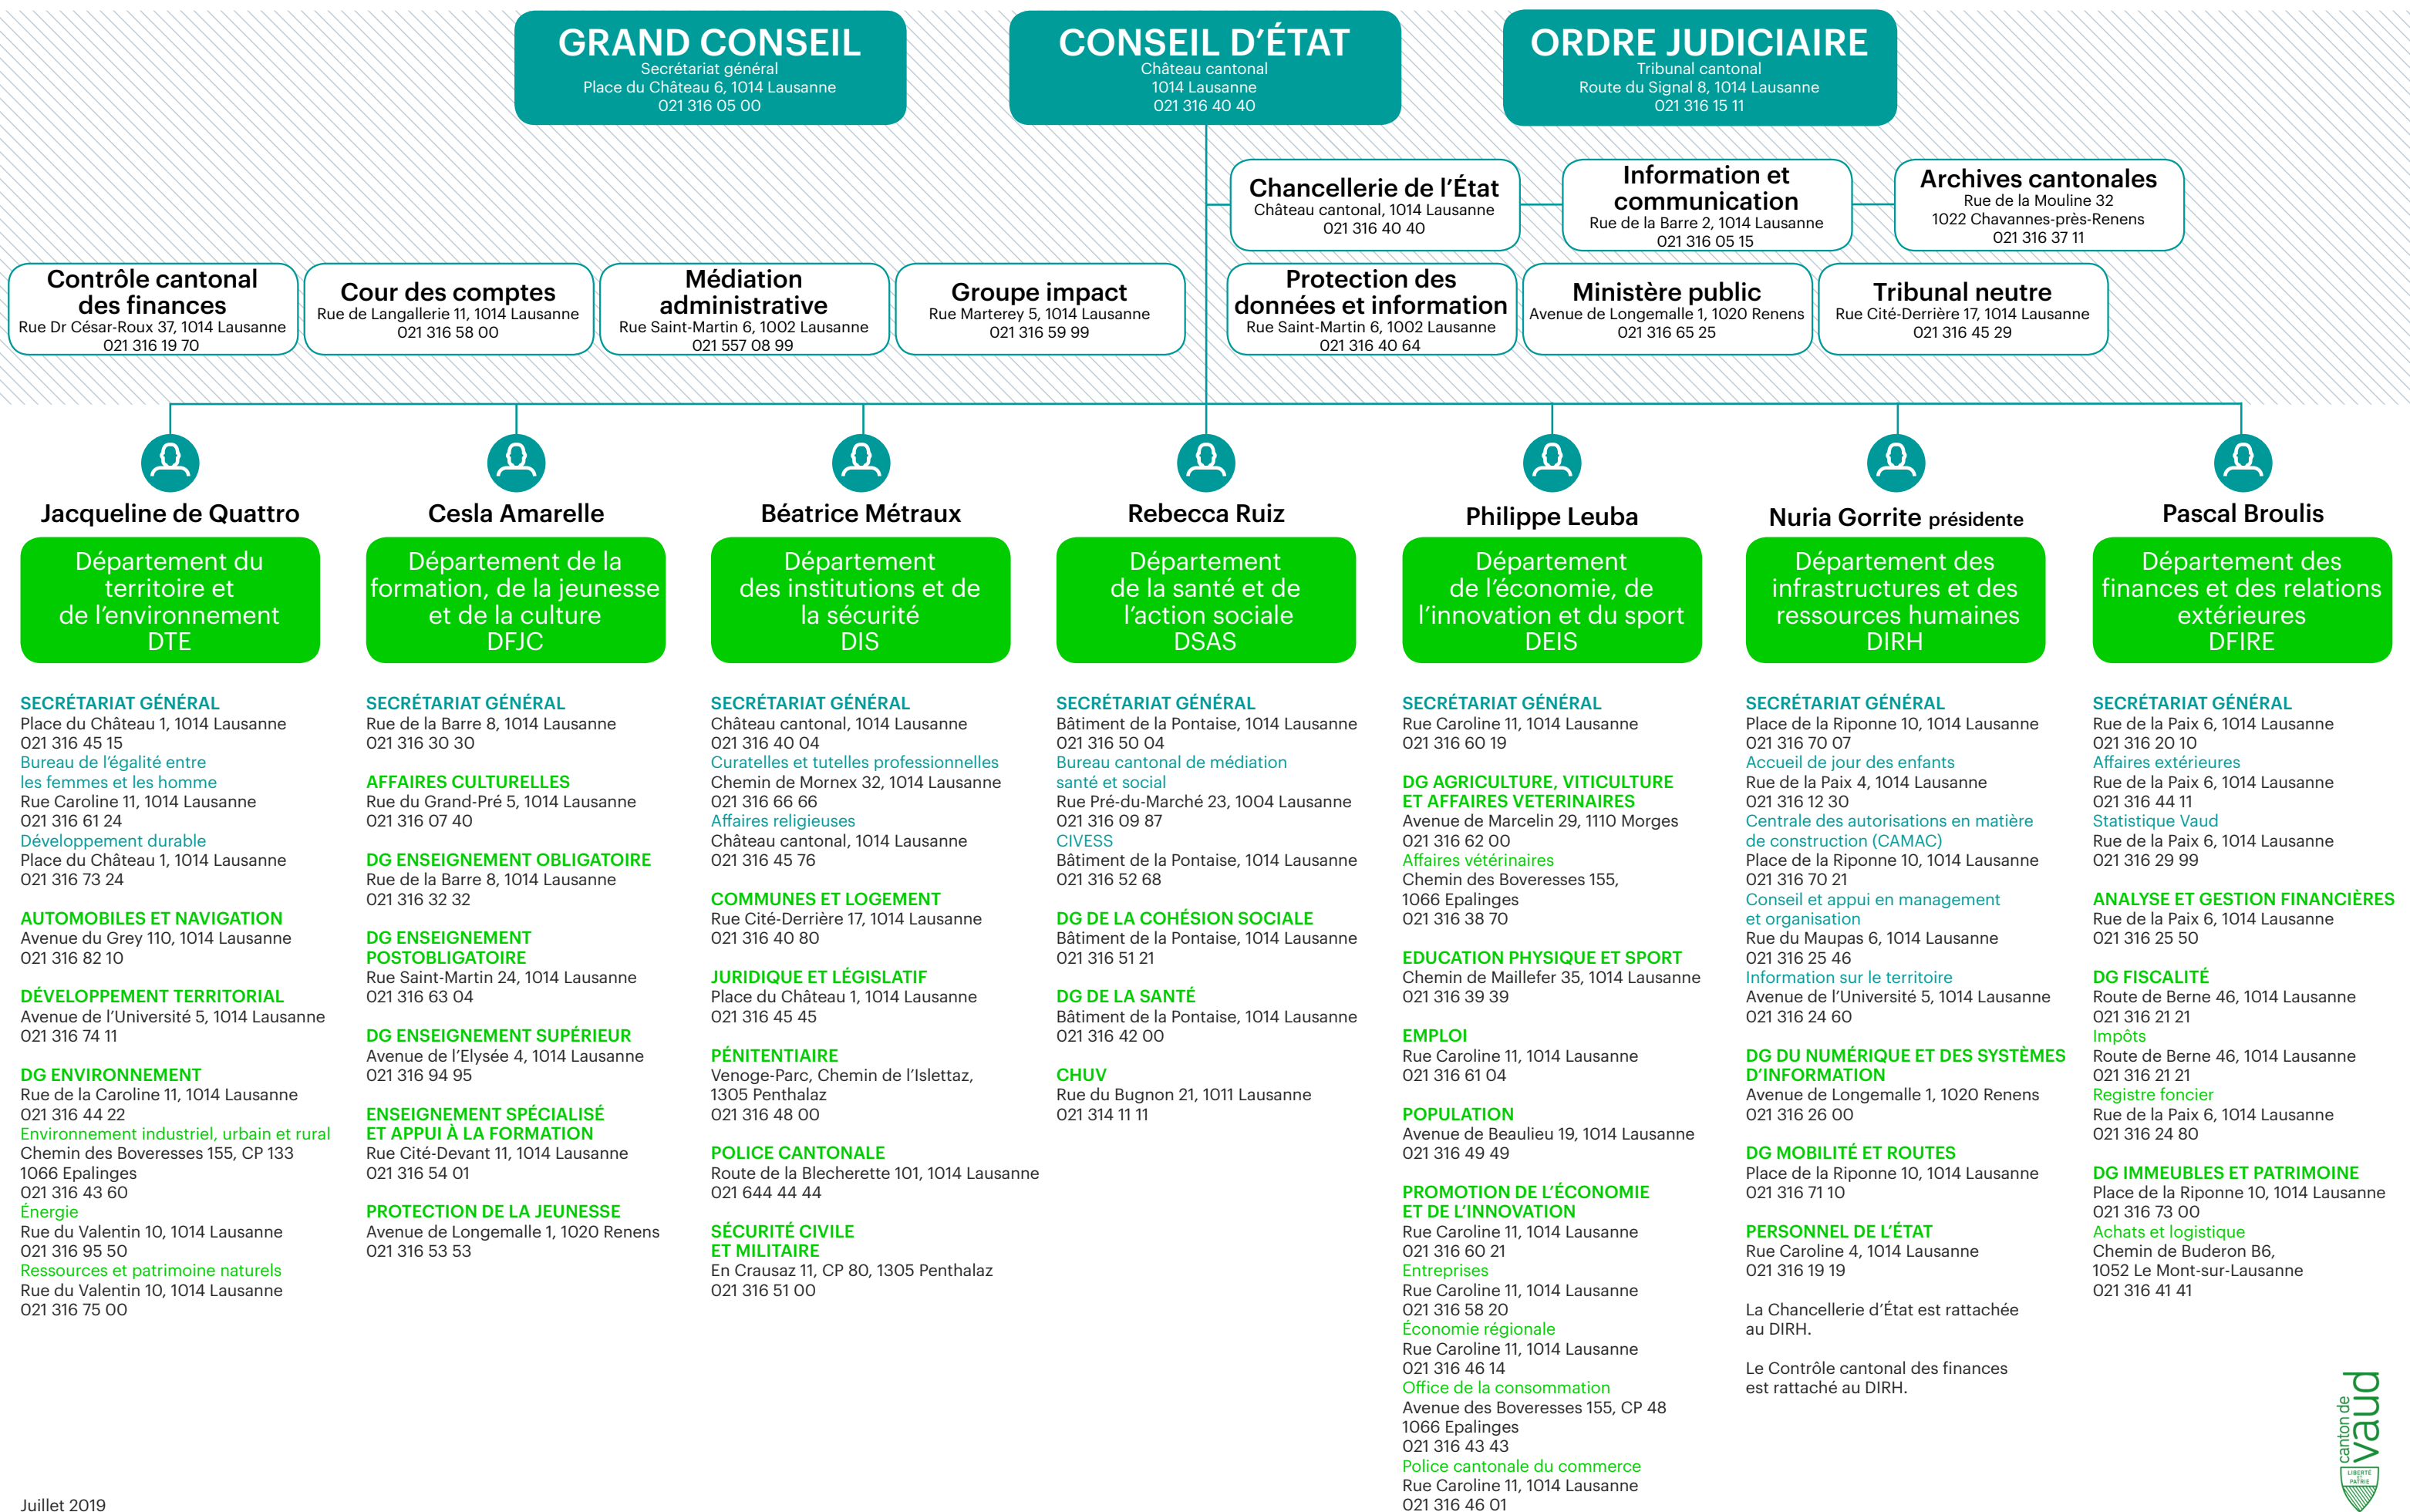 GRAND CONSEIL
Secrétariat général
Place du Château 6, 1014 Lausanne
021 316 05 00
CONSEIL D’ÉTAT
Château cantonal
1014 Lausanne
021 316 40 40
ORDRE JUDICIAIRE
Tribunal cantonal
Route du Signal 8, 1014 Lausanne
021 316 15 11
Chancellerie de l’État
Château cantonal, 1014 Lausanne
021 316 40 40
Information et
communication
Rue de la Barre 2, 1014 Lausanne
021 316 05 15
Archives cantonales
Rue de la Mouline 32
1022 Chavannes-près-Renens
021 316 37 11
Contrôle cantonal
des finances
Rue Dr César-Roux 37, 1014 Lausanne
021 316 19 70
Cour des comptes
Rue de Langallerie 11, 1014 Lausanne
021 316 58 00
Médiation
administrative
Rue Saint-Martin 6, 1002 Lausanne
021 557 08 99
Groupe impact
Rue Marterey 5, 1014 Lausanne
021 316 59 99
Protection des
données et information
Rue Saint-Martin 6, 1002 Lausanne
021 316 40 64
Ministère public
Avenue de Longemalle 1, 1020 Renens
021 316 65 25
Tribunal neutre
Rue Cité-Derrière 17, 1014 Lausanne
021 316 45 29
Jacqueline de Quattro
Département du
territoire et
de l’environnement
DTE
SECRÉTARIAT GÉNÉRAL
Place du Château 1, 1014 Lausanne
021 316 45 15
Bureau de l’égalité entre
les femmes et les homme
Rue Caroline 11, 1014 Lausanne
021 316 61 24
Développement durable
Place du Château 1, 1014 Lausanne
021 316 73 24
AUTOMOBILES ET NAVIGATION
Avenue du Grey 110, 1014 Lausanne
021 316 82 10
DÉVELOPPEMENT TERRITORIAL
Avenue de l’Université 5, 1014 Lausanne
021 316 74 11
DG ENVIRONNEMENT
Rue de la Caroline 11, 1014 Lausanne
021 316 44 22
Environnement industriel, urbain et rural
Chemin des Boveresses 155, CP 133
1066 Epalinges
021 316 43 60
Énergie
Rue du Valentin 10, 1014 Lausanne
021 316 95 50
Ressources et patrimoine naturels
Rue du Valentin 10, 1014 Lausanne
021 316 75 00
Cesla Amarelle
Département de la
formation, de la jeunesse
et de la culture
DFJC
SECRÉTARIAT GÉNÉRAL
Rue de la Barre 8, 1014 Lausanne
021 316 30 30
AFFAIRES CULTURELLES
Rue du Grand-Pré 5, 1014 Lausanne
021 316 07 40
DG ENSEIGNEMENT OBLIGATOIRE
Rue de la Barre 8, 1014 Lausanne
021 316 32 32
DG ENSEIGNEMENT
POSTOBLIGATOIRE
Rue Saint-Martin 24, 1014 Lausanne
021 316 63 04
DG ENSEIGNEMENT SUPÉRIEUR
Avenue de l’Elysée 4, 1014 Lausanne
021 316 94 95
ENSEIGNEMENT SPÉCIALISÉ
ET APPUI À LA FORMATION
Rue Cité-Devant 11, 1014 Lausanne
021 316 54 01
PROTECTION DE LA JEUNESSE
Avenue de Longemalle 1, 1020 Renens
021 316 53 53
Béatrice Métraux
Département
des institutions et de
la sécurité
DIS
SECRÉTARIAT GÉNÉRAL
Château cantonal, 1014 Lausanne
021 316 40 04
Curatelles et tutelles professionnelles
Chemin de Mornex 32, 1014 Lausanne
021 316 66 66
Affaires religieuses
Château cantonal, 1014 Lausanne
021 316 45 76
COMMUNES ET LOGEMENT
Rue Cité-Derrière 17, 1014 Lausanne
021 316 40 80
JURIDIQUE ET LÉGISLATIF
Place du Château 1, 1014 Lausanne
021 316 45 45
PÉNITENTIAIRE
Venoge-Parc, Chemin de l’Islettaz,
1305 Penthalaz
021 316 48 00
POLICE CANTONALE
Route de la Blecherette 101, 1014 Lausanne
021 644 44 44
SÉCURITÉ CIVILE
ET MILITAIRE
En Crausaz 11, CP 80, 1305 Penthalaz
021 316 51 00
Rebecca Ruiz
Département
de la santé et de
l’action sociale
DSAS
SECRÉTARIAT GÉNÉRAL
Bâtiment de la Pontaise, 1014 Lausanne
021 316 50 04
Bureau cantonal de médiation
santé et social
Rue Pré-du-Marché 23, 1004 Lausanne
021 316 09 87
CIVESS
Bâtiment de la Pontaise, 1014 Lausanne
021 316 52 68
DG DE LA COHÉSION SOCIALE
Bâtiment de la Pontaise, 1014 Lausanne
021 316 51 21
DG DE LA SANTÉ
Bâtiment de la Pontaise, 1014 Lausanne
021 316 42 00
CHUV
Rue du Bugnon 21, 1011 Lausanne
021 314 11 11
Philippe Leuba
Département
de l’économie, de
l’innovation et du sport
DEIS
SECRÉTARIAT GÉNÉRAL
Rue Caroline 11, 1014 Lausanne
021 316 60 19
DG AGRICULTURE, VITICULTURE
ET AFFAIRES VETERINAIRES
Avenue de Marcelin 29, 1110 Morges
021 316 62 00
Affaires vétérinaires
Chemin des Boveresses 155,
1066 Epalinges
021 316 38 70
EDUCATION PHYSIQUE ET SPORT
Chemin de Maillefer 35, 1014 Lausanne
021 316 39 39
EMPLOI
Rue Caroline 11, 1014 Lausanne
021 316 61 04
POPULATION
Avenue de Beaulieu 19, 1014 Lausanne
021 316 49 49
PROMOTION DE L’ÉCONOMIE
ET DE L’INNOVATION
Rue Caroline 11, 1014 Lausanne
021 316 60 21
Entreprises
Rue Caroline 11, 1014 Lausanne
021 316 58 20
Économie régionale
Rue Caroline 11, 1014 Lausanne
021 316 46 14
Office de la consommation
Avenue des Boveresses 155, CP 48
1066 Epalinges
021 316 43 43
Police cantonale du commerce
Rue Caroline 11, 1014 Lausanne
021 316 46 01
Nuria Gorrite présidente
Département des
infrastructures et des
ressources humaines
DIRH
SECRÉTARIAT GÉNÉRAL
Place de la Riponne 10, 1014 Lausanne
021 316 70 07
Accueil de jour des enfants
Rue de la Paix 4, 1014 Lausanne
021 316 12 30
Centrale des autorisations en matière
de construction (CAMAC)
Place de la Riponne 10, 1014 Lausanne
021 316 70 21
Conseil et appui en management
et organisation
Rue du Maupas 6, 1014 Lausanne
021 316 25 46
Information sur le territoire
Avenue de l’Université 5, 1014 Lausanne
021 316 24 60
DG DU NUMÉRIQUE ET DES SYSTÈMES
D’INFORMATION
Avenue de Longemalle 1, 1020 Renens
021 316 26 00
DG MOBILITÉ ET ROUTES
Place de la Riponne 10, 1014 Lausanne
021 316 71 10
PERSONNEL DE L’ÉTAT
Rue Caroline 4, 1014 Lausanne
021 316 19 19
La Chancellerie d’État est rattachée
au DIRH.
Le Contrôle cantonal des finances
est rattaché au DIRH.
Pascal Broulis
Département des
finances et des relations
extérieures
DFIRE
SECRÉTARIAT GÉNÉRAL
Rue de la Paix 6, 1014 Lausanne
021 316 20 10
Affaires extérieures
Rue de la Paix 6, 1014 Lausanne
021 316 44 11
Statistique Vaud
Rue de la Paix 6, 1014 Lausanne
021 316 29 99
ANALYSE ET GESTION FINANCIÈRES
Rue de la Paix 6, 1014 Lausanne
021 316 25 50
DG FISCALITÉ
Route de Berne 46, 1014 Lausanne
021 316 21 21
Impôts
Route de Berne 46, 1014 Lausanne
021 316 21 21
Registre foncier
Rue de la Paix 6, 1014 Lausanne
021 316 24 80
DG IMMEUBLES ET PATRIMOINE
Place de la Riponne 10, 1014 Lausanne
021 316 73 00
Achats et logistique
Chemin de Buderon B6,
1052 Le Mont-sur-Lausanne
021 316 41 41
canton de
vaud
LIBERTÉ
ET
PATRIE
Juillet 2019